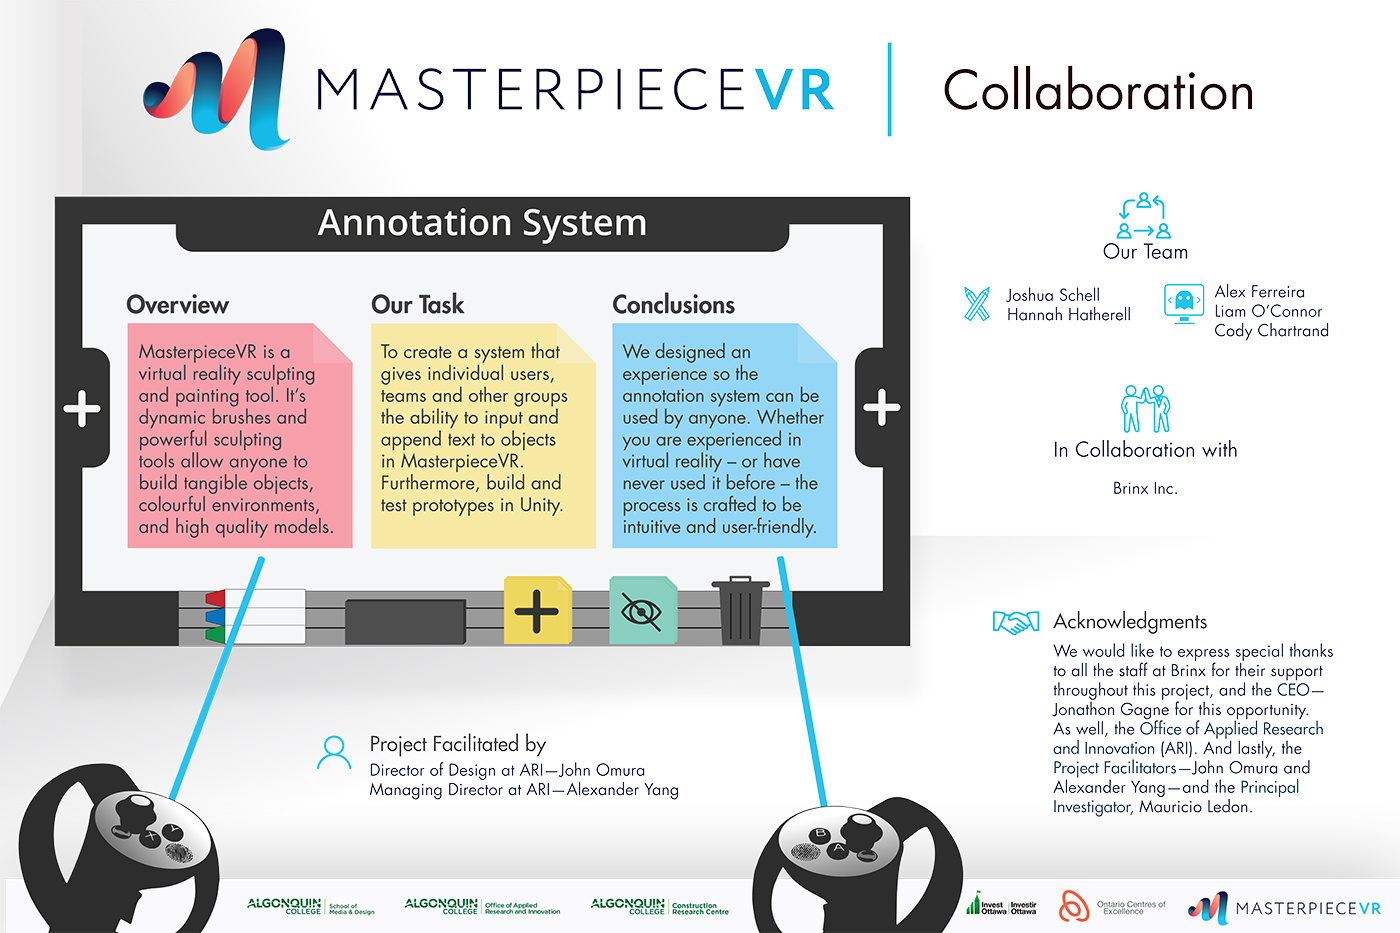 MASTERPIECEVR
Collaboration
Annotation System
Overview
MasterpieceVR is a
virtual reality sculpting
and painting tool. It's
dynamic brushes and
powerful sculpting
tools allow anyone to
build tangible objects,
colourful environments,
and high quality models.
Our Task
To create a system that
gives individual users,
teams and other groups
the ability to input and
append text to objects
in MasterpieceVR.
Furthermore, build and
test prototypes in Unity.
Conclusions
We designed an
experience so the
annotation system can be
used by anyone. Whether
you are experienced in
virtual reality – or have
never used it before – the
process is crafted to be
intuitive and user-friendly.
Our Team
Joshua Schell
Hannah Hatherell
Alex Ferreira
Liam O'Connor
Cody Chartrand
In Collaboration with
Brinx Inc.
Acknowledgments
We would like to express special thanks
to all the staff at Brinx for their support
throughout this project, and the CEO—
Jonathon Gagne for this opportunity.
As well, the Office of Applied Research
and Innovation (ARI). And lastly, the
Project Facilitators—John Omura and
Alexander Yang—and the Principal
Investigator, Mauricio Ledon.
Project Facilitated by
Director of Design at ARI—John Omura
Managing Director at ARI—Alexander Yang
X Y
B A
ALGONQUIN
COLLEGE
School of
Media & Design
ALGONQUIN
COLLEGE
Office of Applied
Research and Innovation
ALGONQUIN
COLLEGE
Construction
Research Centre
Invest
Ottawa
Investir
Ottawa
Ontario Centres of
Excellence
MASTERPIECEVR